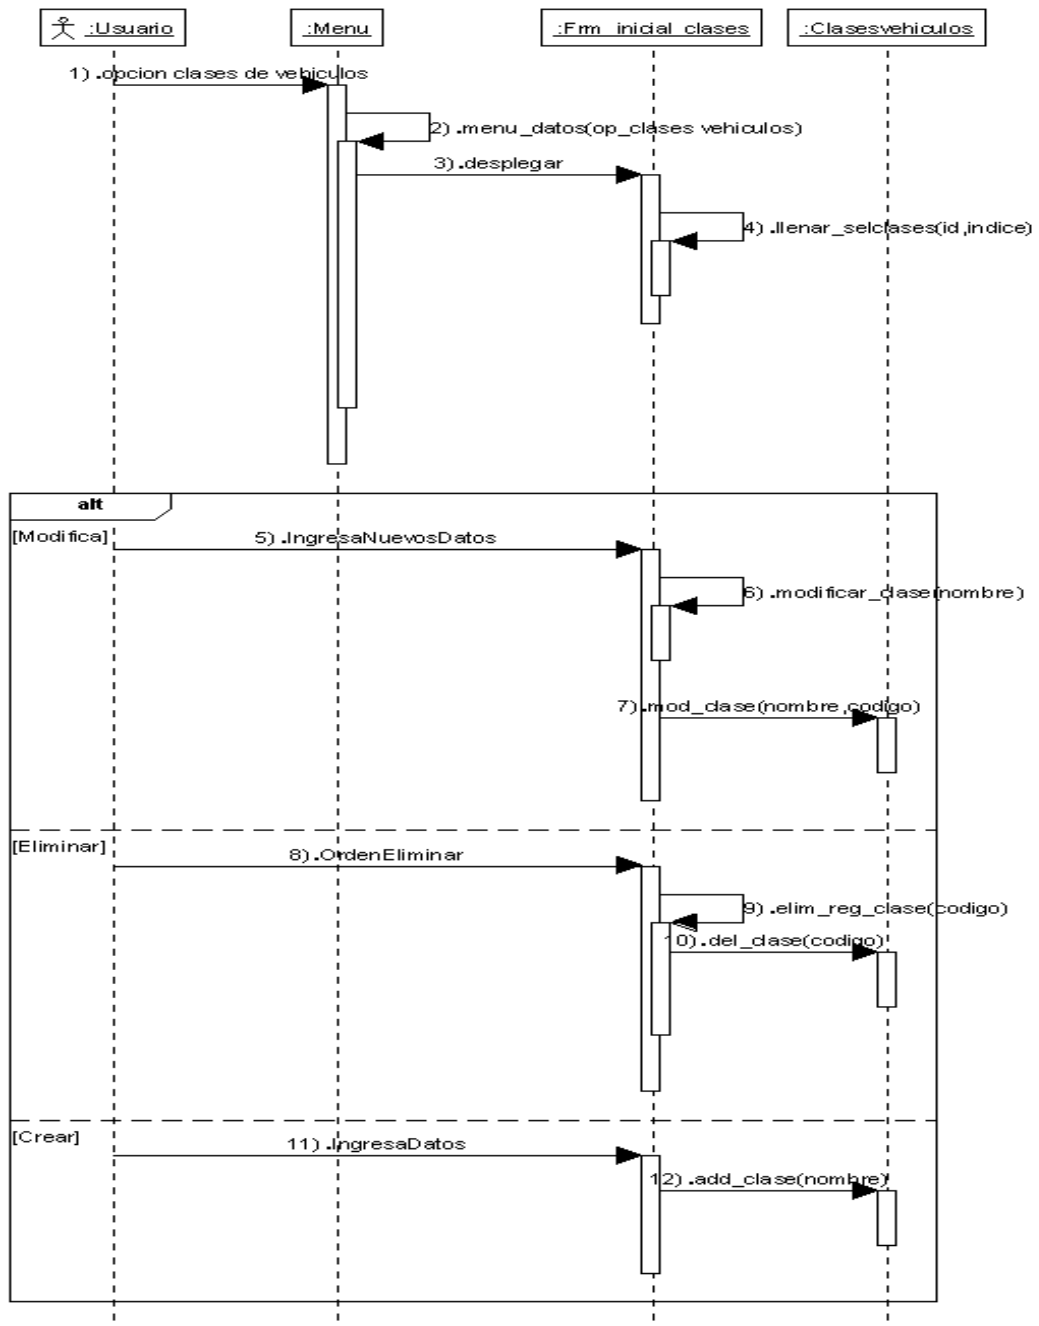 :Usuario
:Menu
:Frm_inicial_clases
:Clasesvehiculos
1) .opcion clases de vehiculos
2) .menu_datos(op_clases vehiculos)
3) .desplegar
4) .llenar_selclases(id,indice)
alt
[Modifica]
5) .IngresaNuevosDatos
6) .modificar_clase(nombre)
7).mod_clase(nombre,codigo)
[Eliminar]
8).OrdenEliminar
9) .elim_reg_clase(codigo)
10).del_clase(codigo)
[Crear]
11) .IngresaDatos
12) .add_clase(nombre)